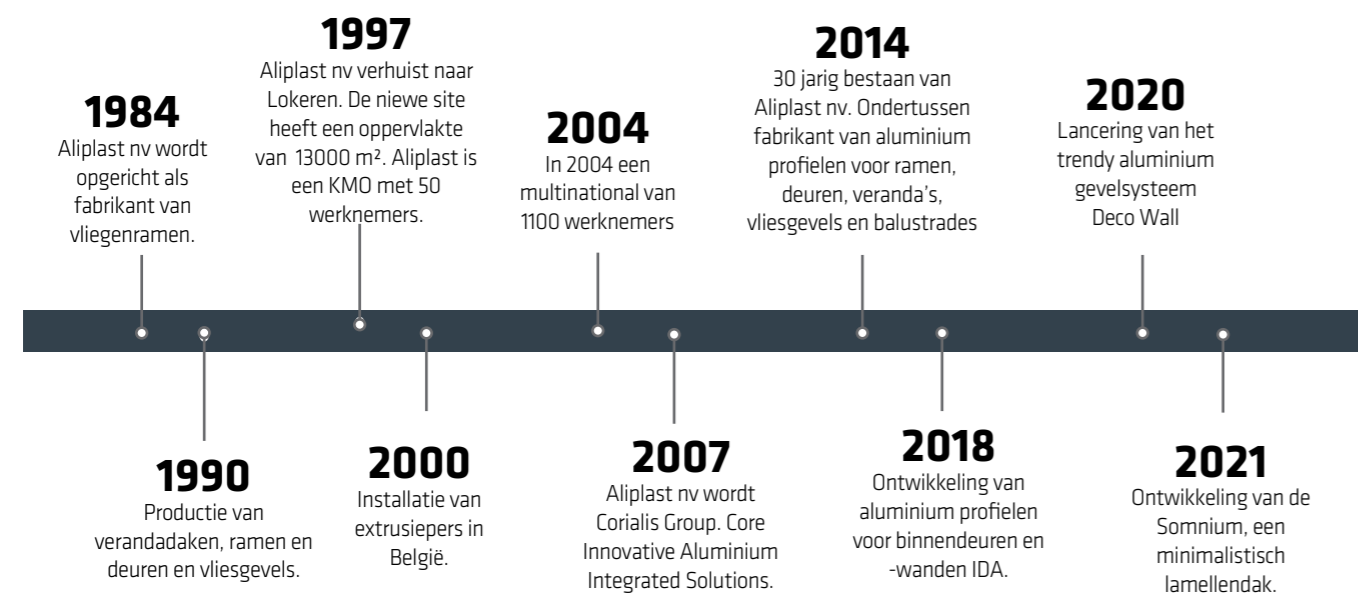 1984
Aliplast nv wordt
opgericht als
fabrikant van
vliegenramen.
1990
Productie van
verandadaken, ramen en
deuren en vliesgevels.
1997
Aliplast nv verhuist naar
Lokeren. De niewe site
heeft een oppervlakte
van 13000 m². Aliplast is
een KMO met 50
werknemers.
2000
Installatie van
extrusiepers in
België.
2004
In 2004 een
multinational van
1100 werknemers
2007
Aliplast nv wordt
Corialis Group. Core
Innovative Aluminium
Integrated Solutions.
2014
30 jarig bestaan van
Aliplast nv. Ondertussen
fabrikant van aluminium
profielen voor ramen,
deuren, veranda's,
vliesgevels en balustrades
2018
Ontwikkeling van
aluminium profielen
voor binnendeuren en
-wanden IDA.
2020
Lancering van het
trendy aluminium
gevelsysteem
Deco Wall
2021
Ontwikkeling van de
Somnium, een
minimalistisch
lamellendak.